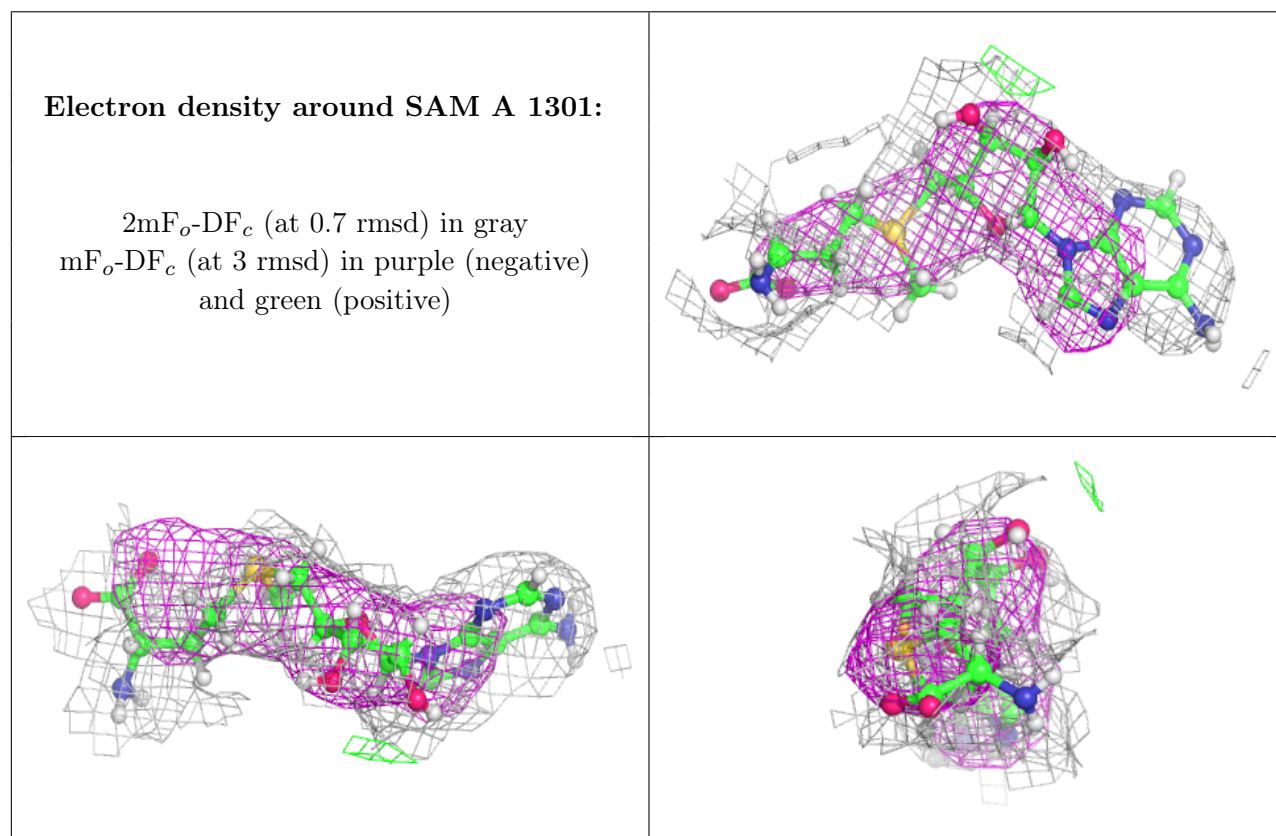 Electron density around SAM A 1301:
2mFo-DFc (at 0.7 rmsd) in gray
mFo-DFc (at 3 rmsd) in purple (negative)
and green (positive)